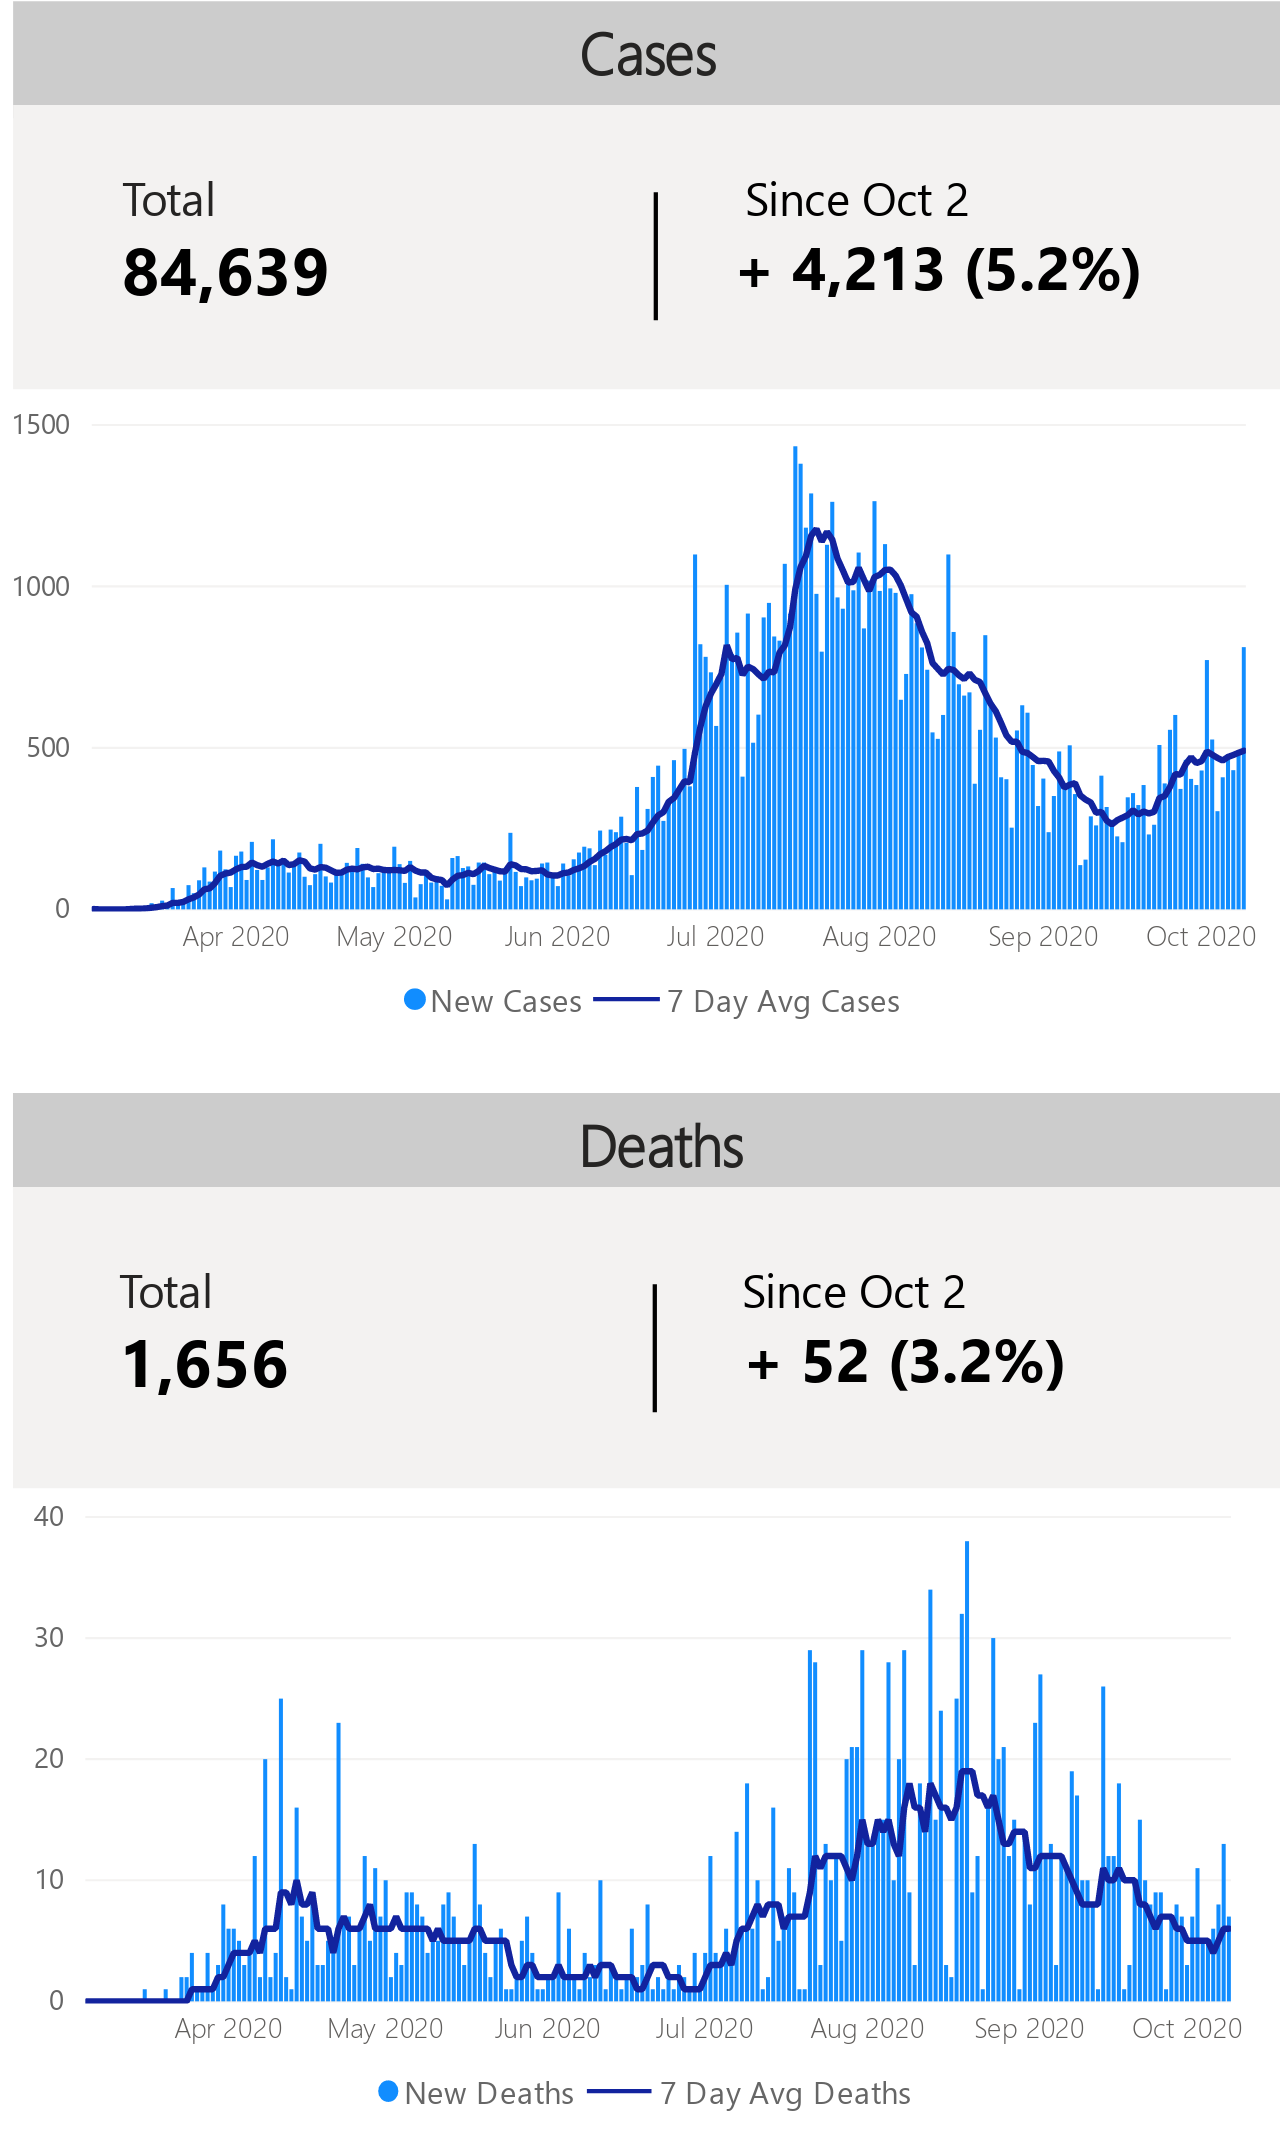 Cases
Total
Since Oct 2
84,639
+ 4,213 (5.2%)
1500
1000
500
0
Apr 2020 May 2020 Jun 2020 Jul 2020 Aug 2020 Sep 2020 Oct 2020
New Cases 7 Day Avg Cases
Deaths
Total
Since Oct 2
1,656
+ 52 (3.2%)
40
30
20
10
0
Apr 2020 May 2020 Jun 2020 Jul 2020 Aug 2020 Sep 2020 Oct 2020
New Deaths 7 Day Avg Deaths